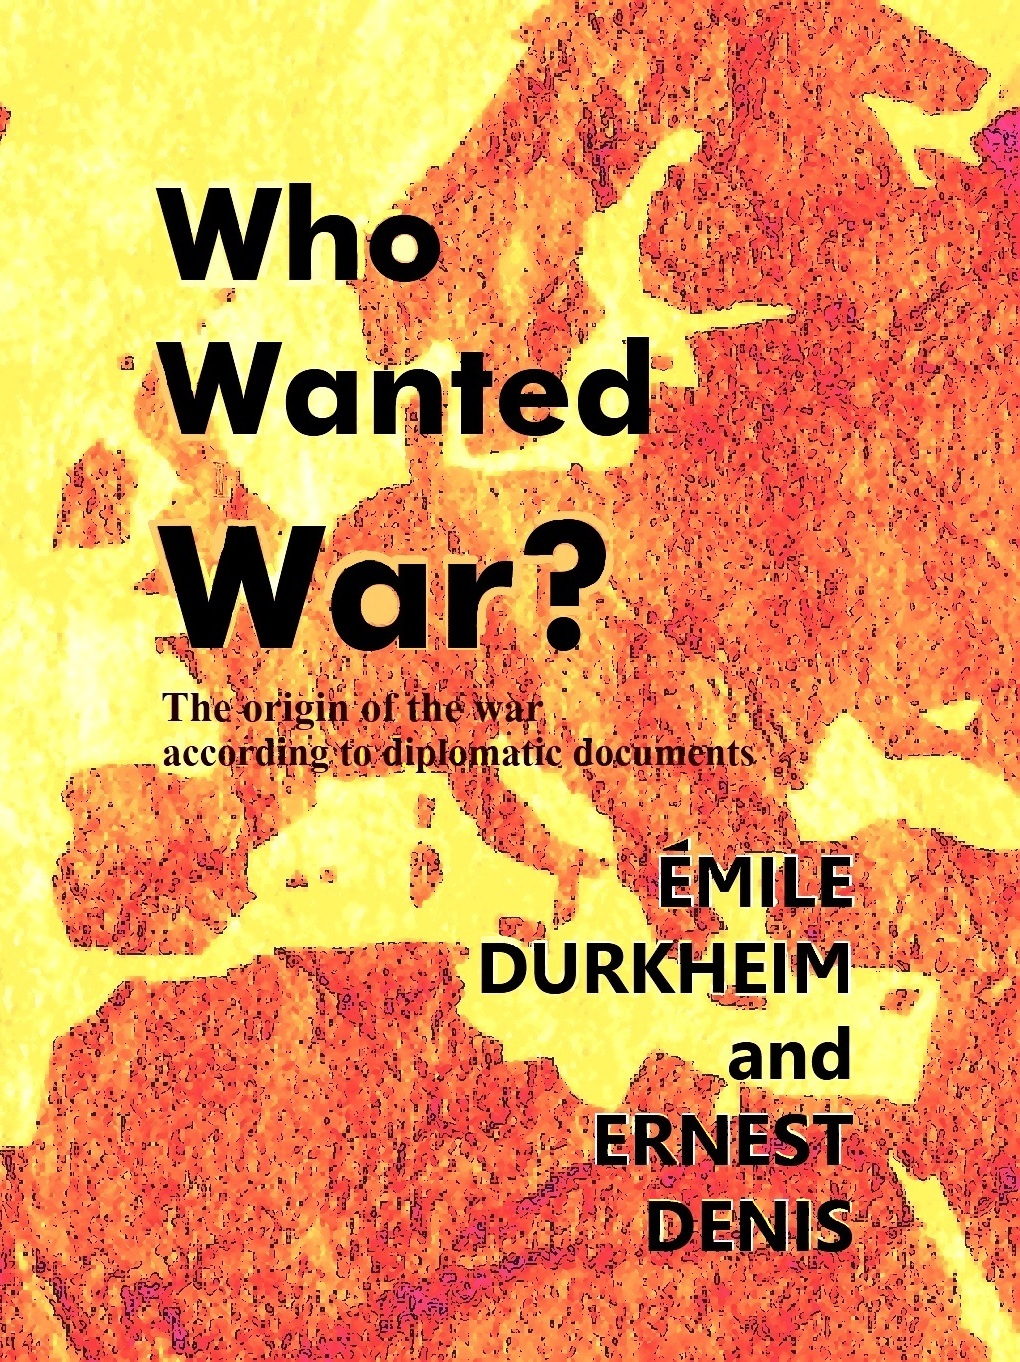 Who
Wanted
War?
The origin of the war
according to diplomatic documents
ÉMILE
DURKHEIM
and
ERNEST
DENIS